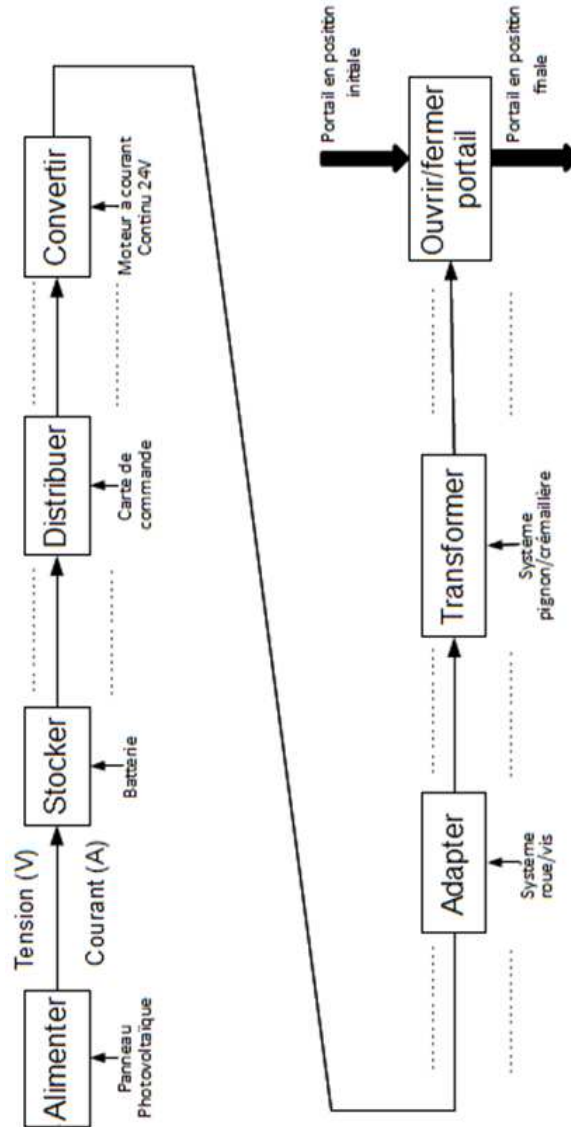 Alimenter
Panneau
Photovoltaïque
Tension (V)
Courant (A)
Stocker
Batterie
Distribuer
Carte de
commande
Convertir
Moteur à courant
Continu 24V
Adapter
Système
roue/vis
Transformer
Système
pignon/crémaillère
Portail en position
initiale
Ouvrir/fermer
portail
Portail en position
finale